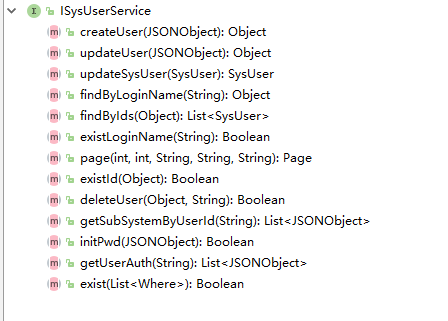 ISysUserService
createUser(JSONObject): Object
updateUser(JSONObject): Object
updateSysUser(SysUser): SysUser
findByLoginName(String): Object
findByIds(Object): List<SysUser>
existLoginName(String): Boolean
page(int, int, String, String, String): Page
existId(Object): Boolean
deleteUser(Object, String): Boolean
getSubSystemByUserId(String): List<JSONObject>
initPwd(JSONObject): Boolean
getUserAuth(String): List<JSONObject>
exist(List<Where>): Boolean